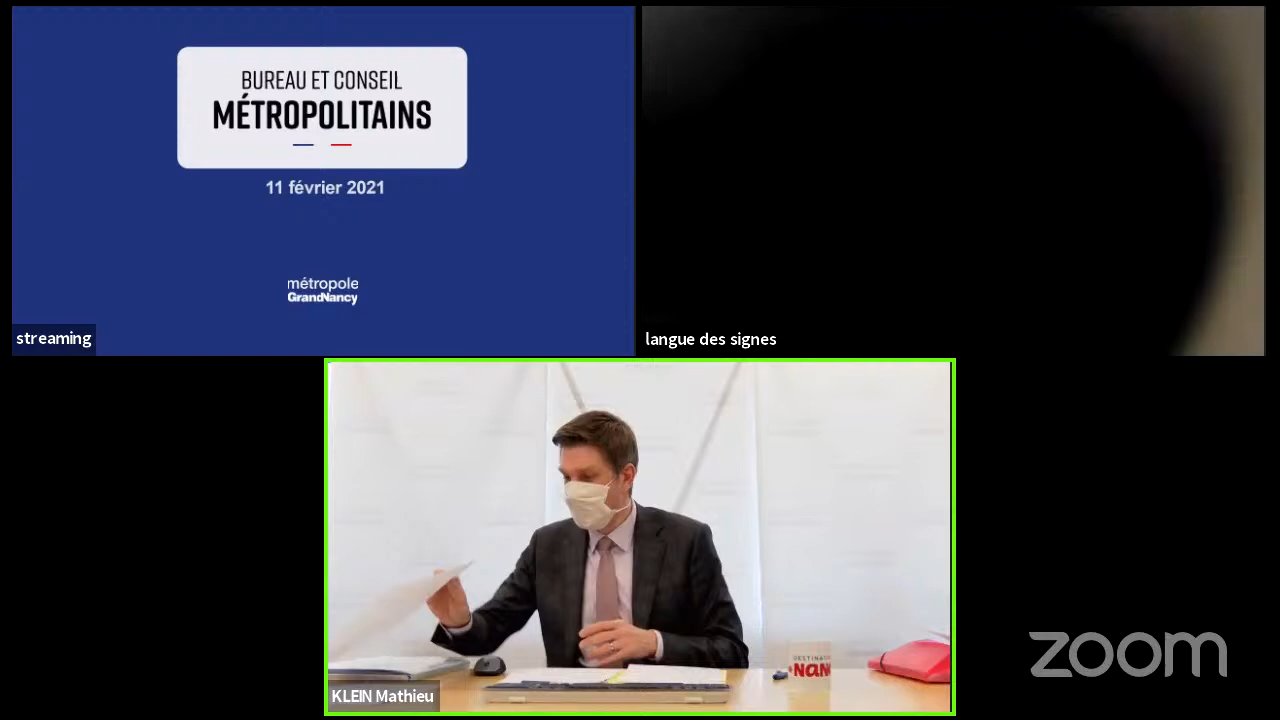 BUREAU ET CONSEIL
MÉTROPOLITAINS
11 février 2021
métropole
GrandNancy
streaming
langue des signes
KLEIN Mathieu
zoom